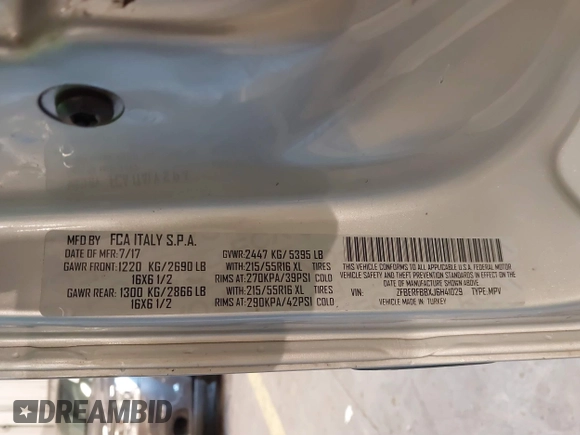 MFD BY FCA ITALY S.P.A.
DATE OF MFR: 7/17 GVWR: 2447 KG/ 5395 LB
GAWR FRONT: 1220 KG/2690 LB WITH: 215/55R16 XL TIRES
16X6 1/2 RIMS AT: 270KPA/39PSI COLD
GAWR REAR: 1300 KG/2866 LB WITH: 215/55R16 XL TIRES
16X6 1/2 RIMS AT: 290KPA/42PSI COLD
THIS VEHICLE CONFORMS TO ALL APPLICABLE U.S.A. FEDERAL MOTOR
VEHICLE SAFETY, BUMPER, AND THEFT PREVENTION STANDARDS IN EFFECT ON
THE DATE OF MANUFACTURE SHOWN ABOVE.
VIN: ZFBERFBBXJ6H41029 TYPE: MPV
VEHICLE MADE IN TURKEY
DREAMBID